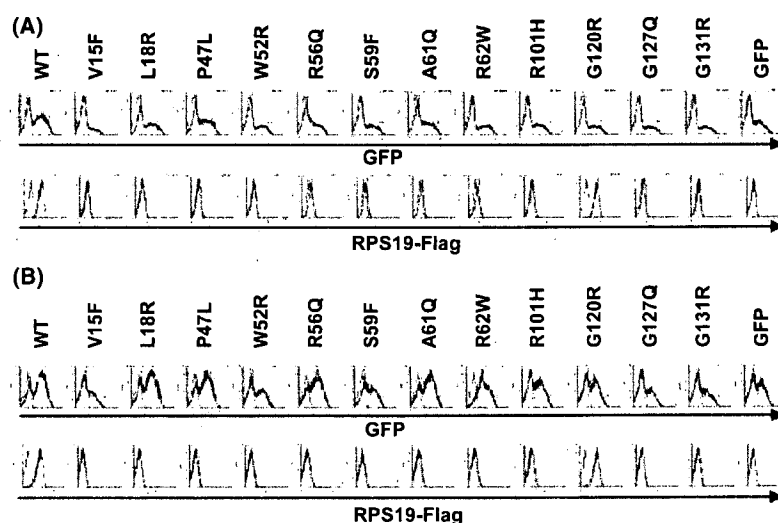 (A)
WT V15F L18R P47L W52R R56Q S59F A61Q R62W R101H G120R G127Q G131R GFP
GFP
RPS19-Flag
(B)
WT V15F L18R P47L W52R R56Q S59F A61Q R62W R101H G120R G127Q G131R GFP
GFP
RPS19-Flag